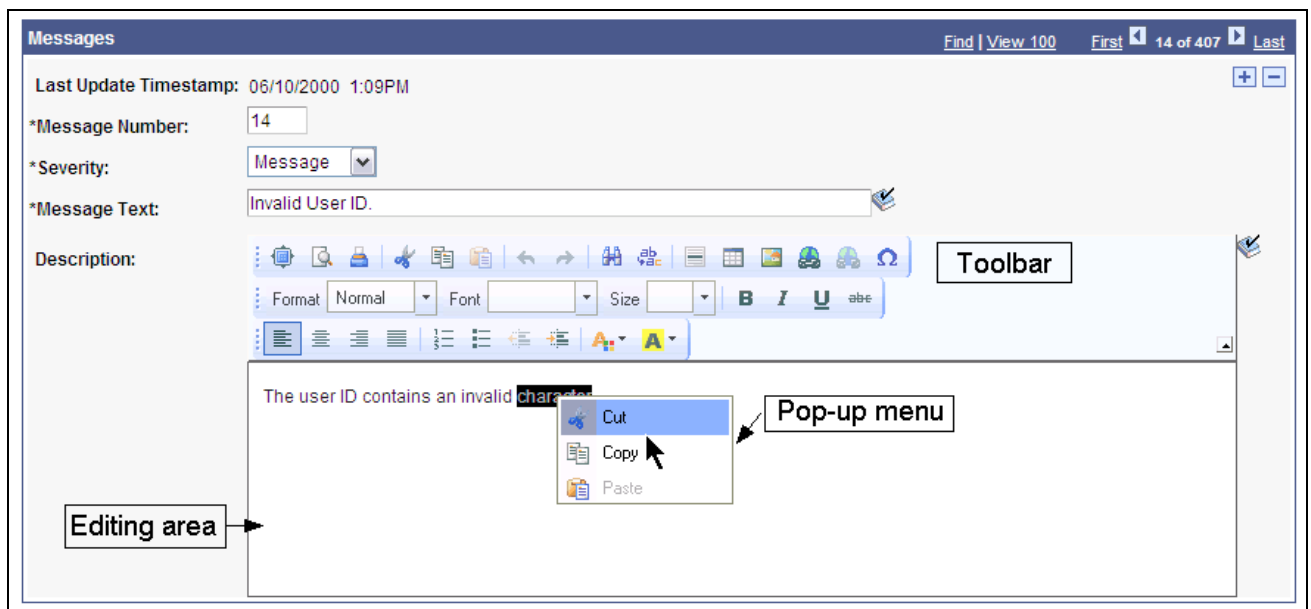 Messages Find | View 100 First 14 of 407 Last
Last Update Timestamp: 06/10/2000 1:09PM
*Message Number: 14
*Severity: Message
*Message Text: Invalid User ID.
Description:
Toolbar
Format Normal Font Size B I U abc
A A
The user ID contains an invalid character
Cut
Pop-up menu
Copy
Paste
Editing area